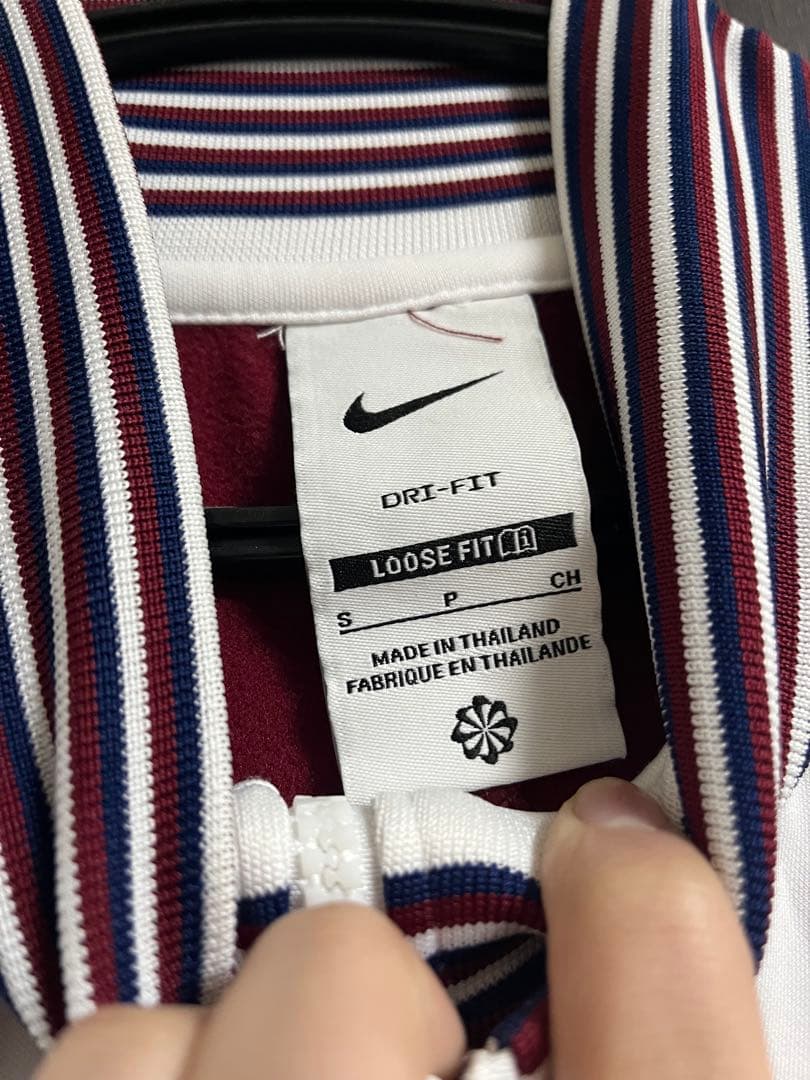 DRI-FIT
LOOSE FIT
S P CH
MADE IN THAILAND
FABRIQUE EN THAILANDE